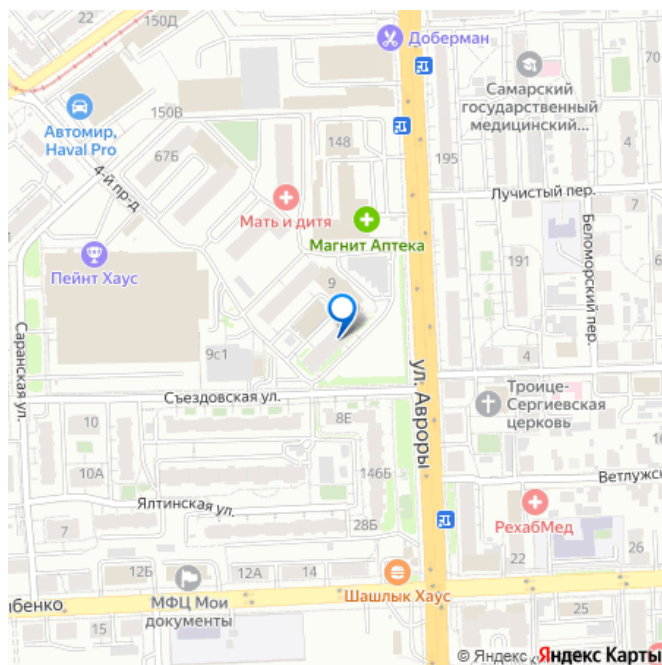 150Д
Доберман
70
Самарский
государственный
медицинский...
Автомир,
Haval Pro
150В
67Б
148
195
4
4-й пр-д
Лучистый пер.
Мать и дитя
7
Магнит Аптека
Беломорский пер.
191
Пейнт Хаус
9
Саранская ул.
9с1
ул. Авроры
Съездовская ул.
Троице-
Сергиевская
церковь
10
8Е
10А
146Б
Ветлужс
Ялтинская ул.
7
28Б
РехабМед
22
26
12Б
12А
14
МФЦ Мои
документы
Шашлык Хаус
ыбенко
15
25
© Яндекс
Яндекс Карты